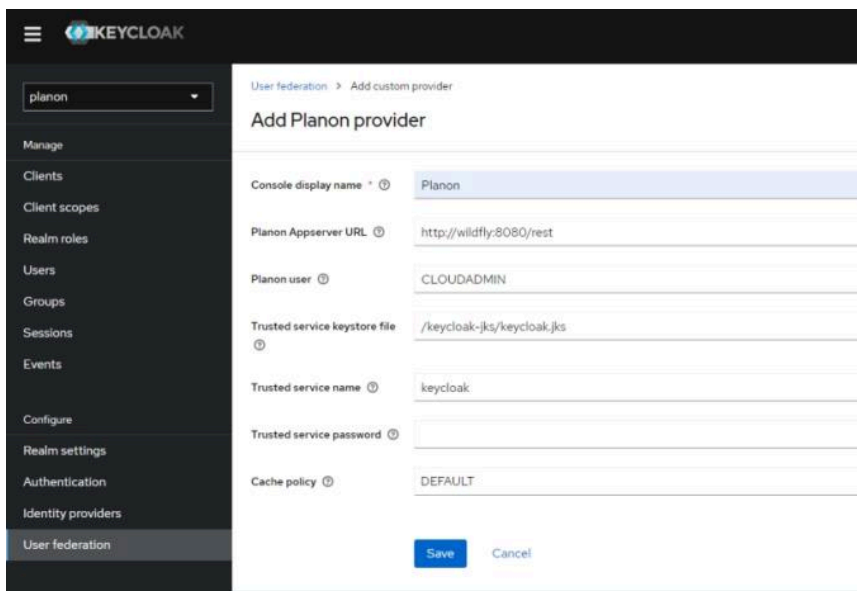 KEYCLOAK
planon
Manage
Clients
Client scopes
Realm roles
Users
Groups
Sessions
Events
Configure
Realm settings
Authentication
Identity providers
User federation
User federation > Add custom provider
Add Planon provider
Console display name * Planon
Planon Appserver URL http://wildfly:8080/rest
Planon user CLOUDADMIN
Trusted service keystore file /keycloak-jks/keycloak.jks
Trusted service name keycloak
Trusted service password
Cache policy DEFAULT
Save Cancel